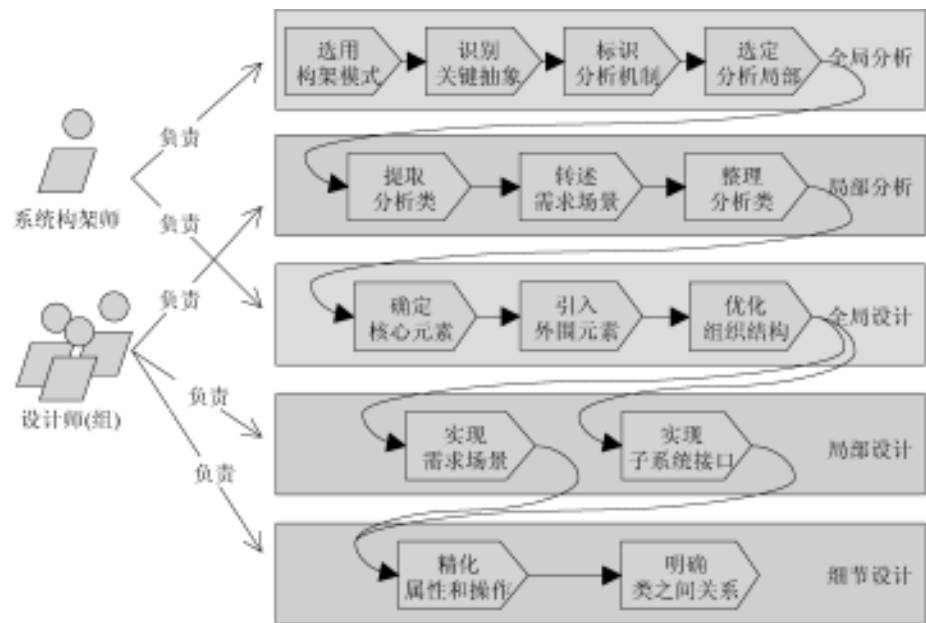 选用
构架模式
识别
关键抽象
标识
分析机制
选定
分析局部
全局分析
负责
系统构架师
提取
分析类
转述
需求场景
整理
分析类
局部分析
负责
负责
确定
核心元素
引入
外围元素
优化
组织结构
全局设计
设计师(组)
负责
实现
需求场景
实现
子系统接口
局部设计
负责
精化
属性和操作
明确
类之间关系
细节设计